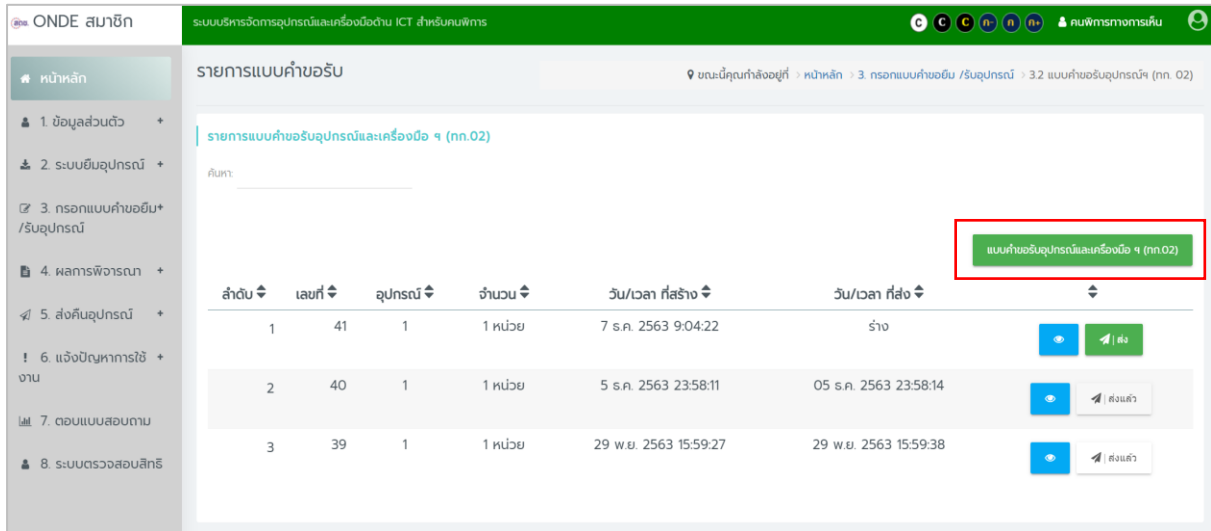 สดช. ONDE สมาชิก
ระบบบริหารจัดการอุปกรณ์และเครื่องมือด้าน ICT สำหรับคนพิการ
C C C ก- ก ก+ คนพิการทางการเห็น
หน้าหลัก
1. ข้อมูลส่วนตัว +
2. ระบบยืมอุปกรณ์ +
3. กรอกแบบคำขอยืม+
/รับอุปกรณ์
4. ผลการพิจารณา +
5. ส่งคืนอุปกรณ์ +
6. แจ้งปัญหาการใช้ +
งาน
7. ตอบแบบสอบถาม
8. ระบบตรวจสอบสิทธิ
รายการแบบคำขอรับ
ขณะนี้คุณกำลังอยู่ที่ > หน้าหลัก > 3. กรอกแบบคำขอยืม /รับอุปกรณ์ > 3.2 แบบคำขอรับอุปกรณ์ฯ (ทก. 02)
รายการแบบคำขอรับอุปกรณ์และเครื่องมือ ฯ (ทก.02)
ค้นหา:
แบบคำขอรับอุปกรณ์และเครื่องมือ ฯ (ทก.02)
ลำดับ เลขที่ อุปกรณ์ จำนวน วัน/เวลา ที่สร้าง วัน/เวลา ที่ส่ง
1 41 1 1 หน่วย 7 ธ.ค. 2563 9:04:22 ร่าง | ส่ง
2 40 1 1 หน่วย 5 ธ.ค. 2563 23:58:11 05 ธ.ค. 2563 23:58:14 | ส่งแล้ว
3 39 1 1 หน่วย 29 พ.ย. 2563 15:59:27 29 พ.ย. 2563 15:59:38 | ส่งแล้ว